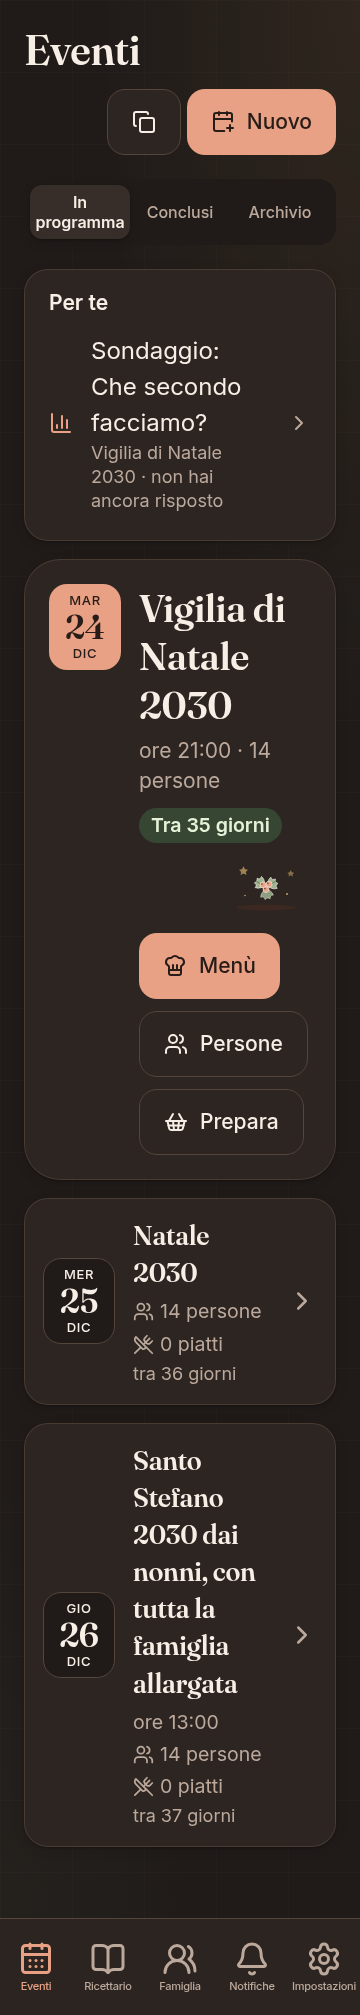 Eventi
Nuovo
In
programma
Conclusi
Archivio
Per te
Sondaggio:
Che secondo
facciamo?
Vigilia di Natale
2030 · non hai
ancora risposto
MAR
24
DIC
Vigilia di
Natale
2030
ore 21:00 · 14
persone
Tra 35 giorni
Menù
Persone
Prepara
MER
25
DIC
Natale
2030
14 persone
0 piatti
tra 36 giorni
GIO
26
DIC
Santo
Stefano
2030 dai
nonni, con
tutta la
famiglia
allargata
ore 13:00
14 persone
0 piatti
tra 37 giorni
Eventi
Ricettario
Famiglia
Notifiche
Impostazioni